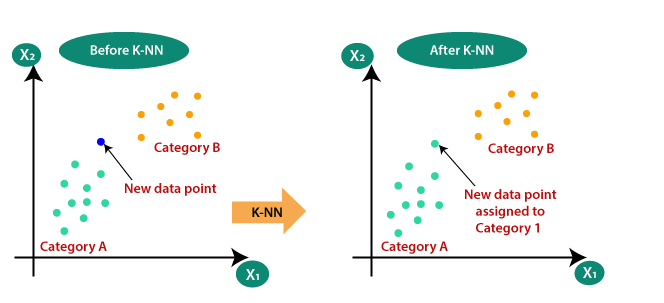 Before K-NN
X₂
Category B
New data point
Category A
X₁
K-NN
After K-NN
X₂
Category B
New data point
assigned to
Category 1
Category A
X₁